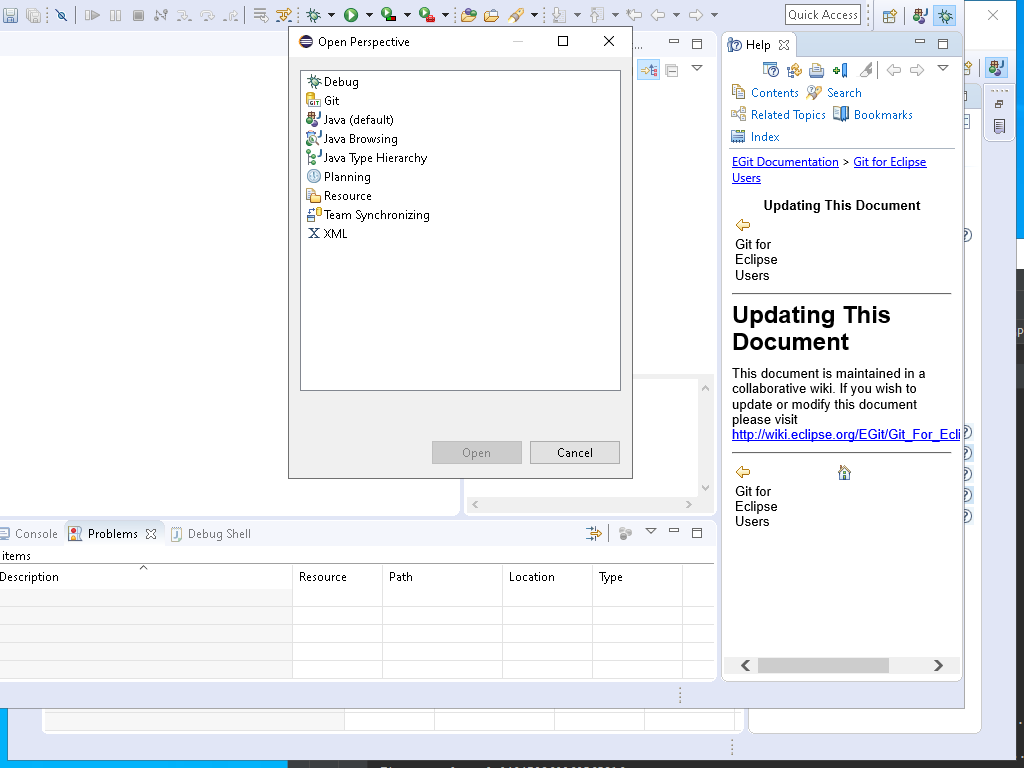 Quick Access
Open Perspective
Debug
Git
Java (default)
Java Browsing
Java Type Hierarchy
Planning
Resource
Team Synchronizing
XML
Open
Cancel
...
Help
Contents
Search
Related Topics
Bookmarks
Index
EGit Documentation > Git for Eclipse
Users
Updating This Document
Git for
Eclipse
Users
Updating This
Document
This document is maintained in a
collaborative wiki. If you wish to
update or modify this document
please visit
http://wiki.eclipse.org/EGit/Git_For_Ecli
Git for
Eclipse
Users
Console
Problems
Debug Shell
items
Description
Resource
Path
Location
Type